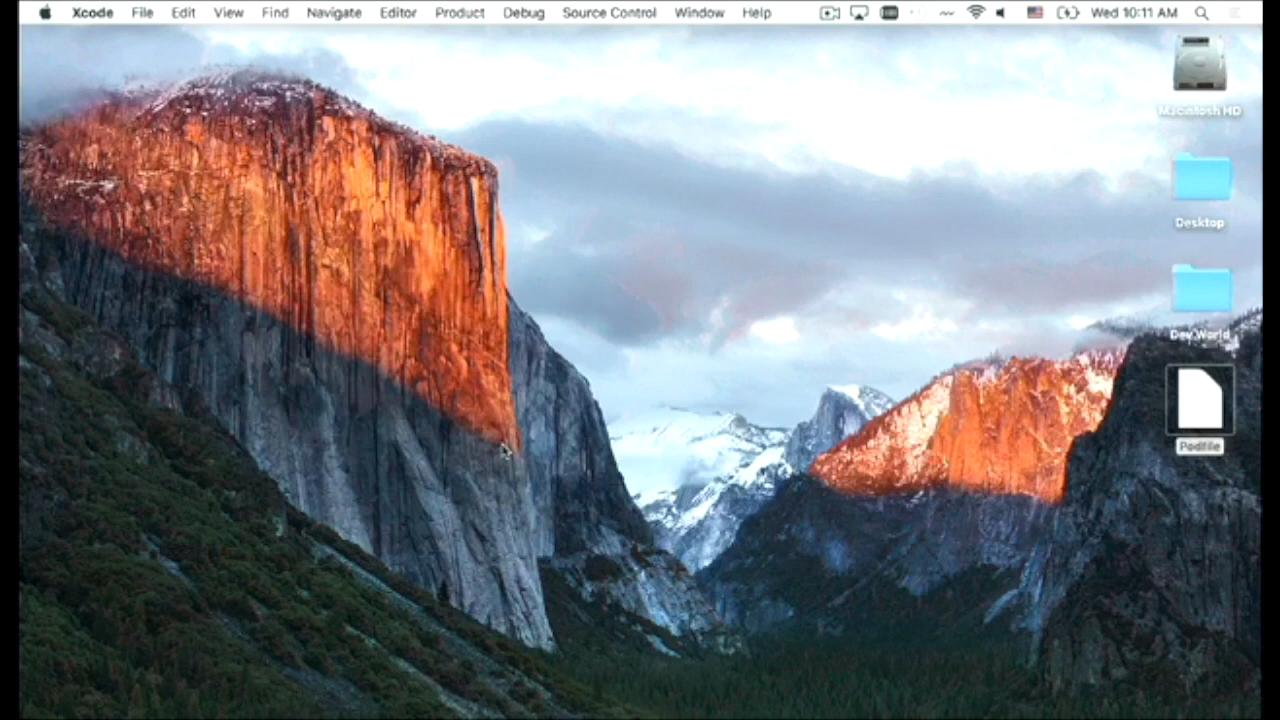 Xcode File Edit View Find Navigate Editor Product Debug Source Control Window Help Wed 10:11 AM
Macintosh HD
Desktop
Dev World
Podfile